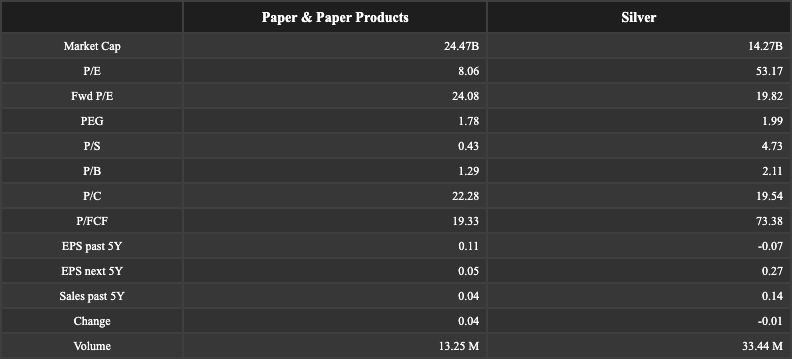 Paper & Paper Products Silver
Market Cap 24.47B 14.27B
P/E 8.06 53.17
Fwd P/E 24.08 19.82
PEG 1.78 1.99
P/S 0.43 4.73
P/B 1.29 2.11
P/C 22.28 19.54
P/FCF 19.33 73.38
EPS past 5Y 0.11 -0.07
EPS next 5Y 0.05 0.27
Sales past 5Y 0.04 0.14
Change 0.04 -0.01
Volume 13.25 M 33.44 M